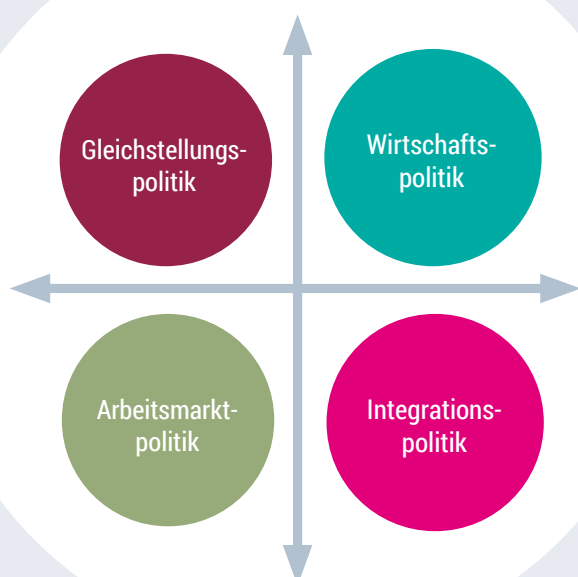 Gleichstellungs-
politik
Wirtschafts-
politik
Arbeitsmarkt-
politik
Integrations-
politik